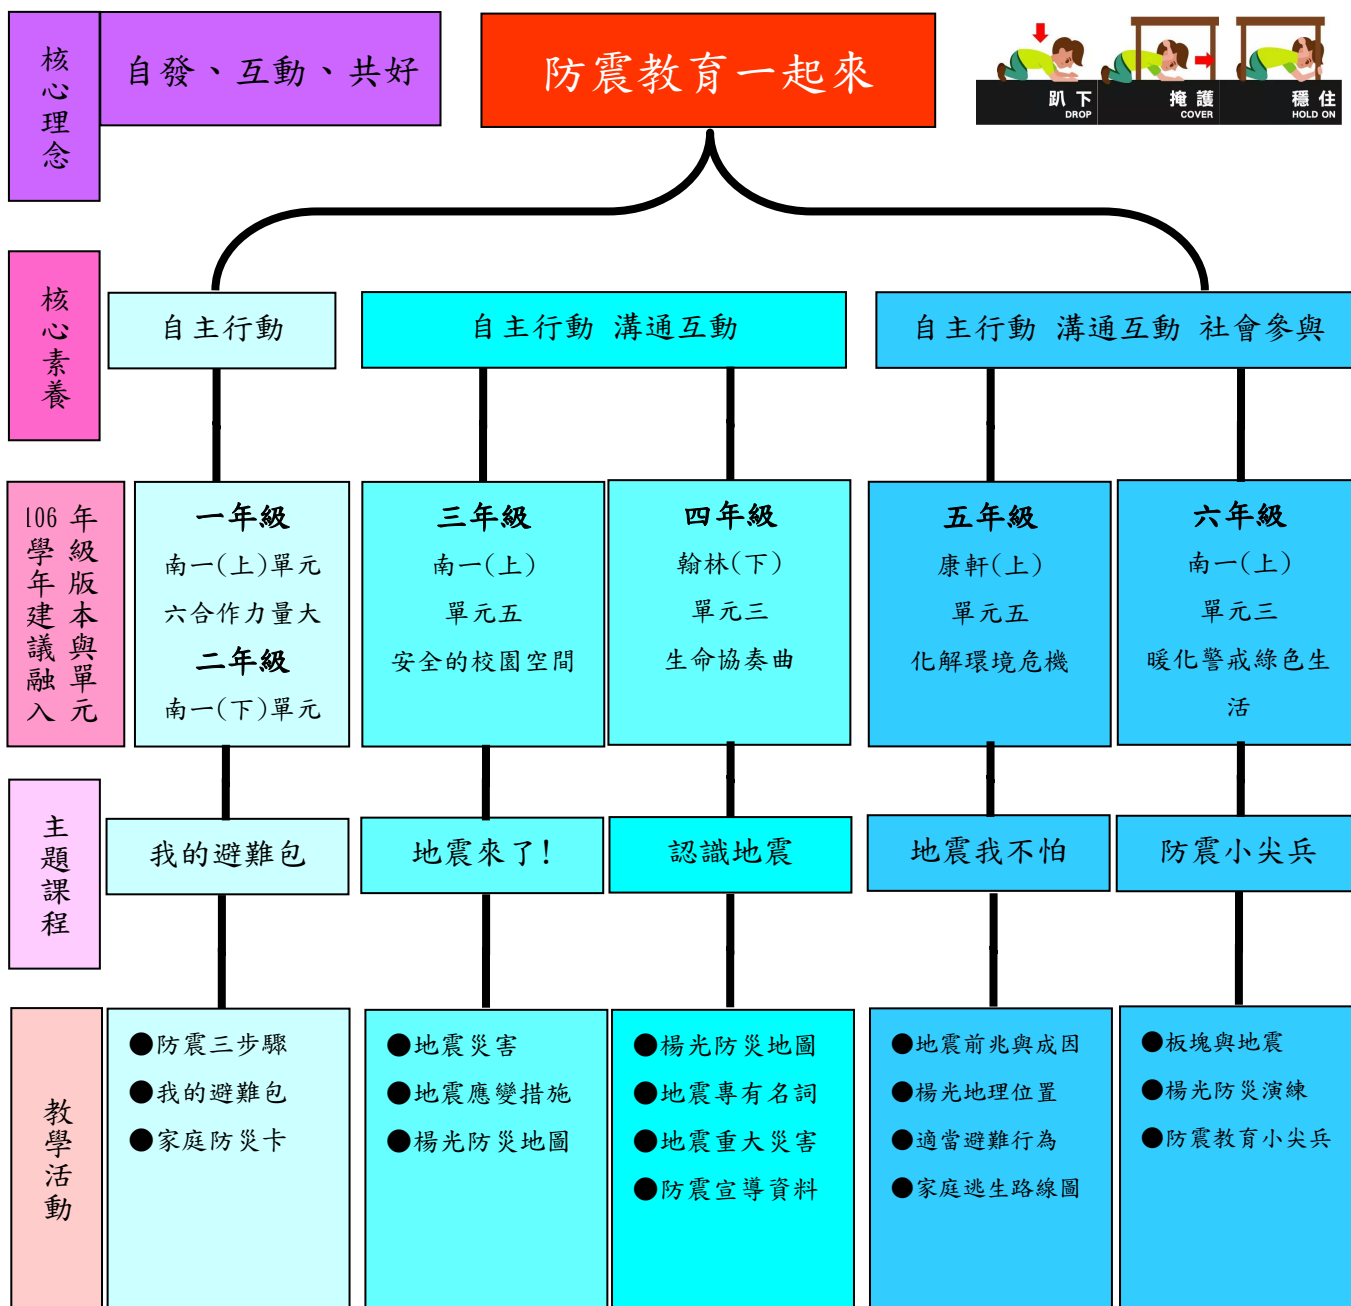 核心理念
自發、互動、共好
防震教育一起來
趴下
DROP
掩護
COVER
穩住
HOLD ON
核心素養
自主行動
自主行動 溝通互動
自主行動 溝通互動 社會參與
106 年
學級
年版
建本
議與
融單
入元
一年級
南一(上)單元
六合作力量大
二年級
南一(下)單元
三年級
南一(上)
單元五
安全的校園空間
四年級
翰林(下)
單元三
生命協奏曲
五年級
康軒(上)
單元五
化解環境危機
六年級
南一(上)
單元三
暖化警戒綠色生
活
主題課程
我的避難包
地震來了!
認識地震
地震我不怕
防震小尖兵
教學活動
●防震三步驟
●我的避難包
●家庭防災卡
●地震災害
●地震應變措施
●楊光防災地圖
●楊光防災地圖
●地震專有名詞
●地震重大災害
●防震宣導資料
●地震前兆與成因
●楊光地理位置
●適當避難行為
●家庭逃生路線圖
●板塊與地震
●楊光防災演練
●防震教育小尖兵